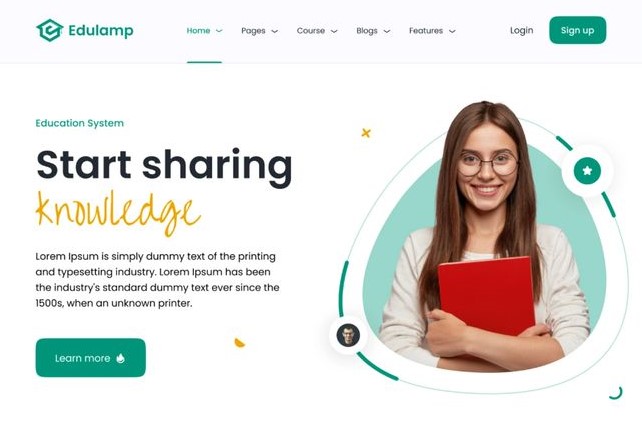 Edulamp
Home Pages Course Blogs Features Login Sign up
Education System
Start sharing
knowledge
Lorem Ipsum is simply dummy text of the printing
and typesetting industry. Lorem Ipsum has been
the industry's standard dummy text ever since the
1500s, when an unknown printer.
Learn more